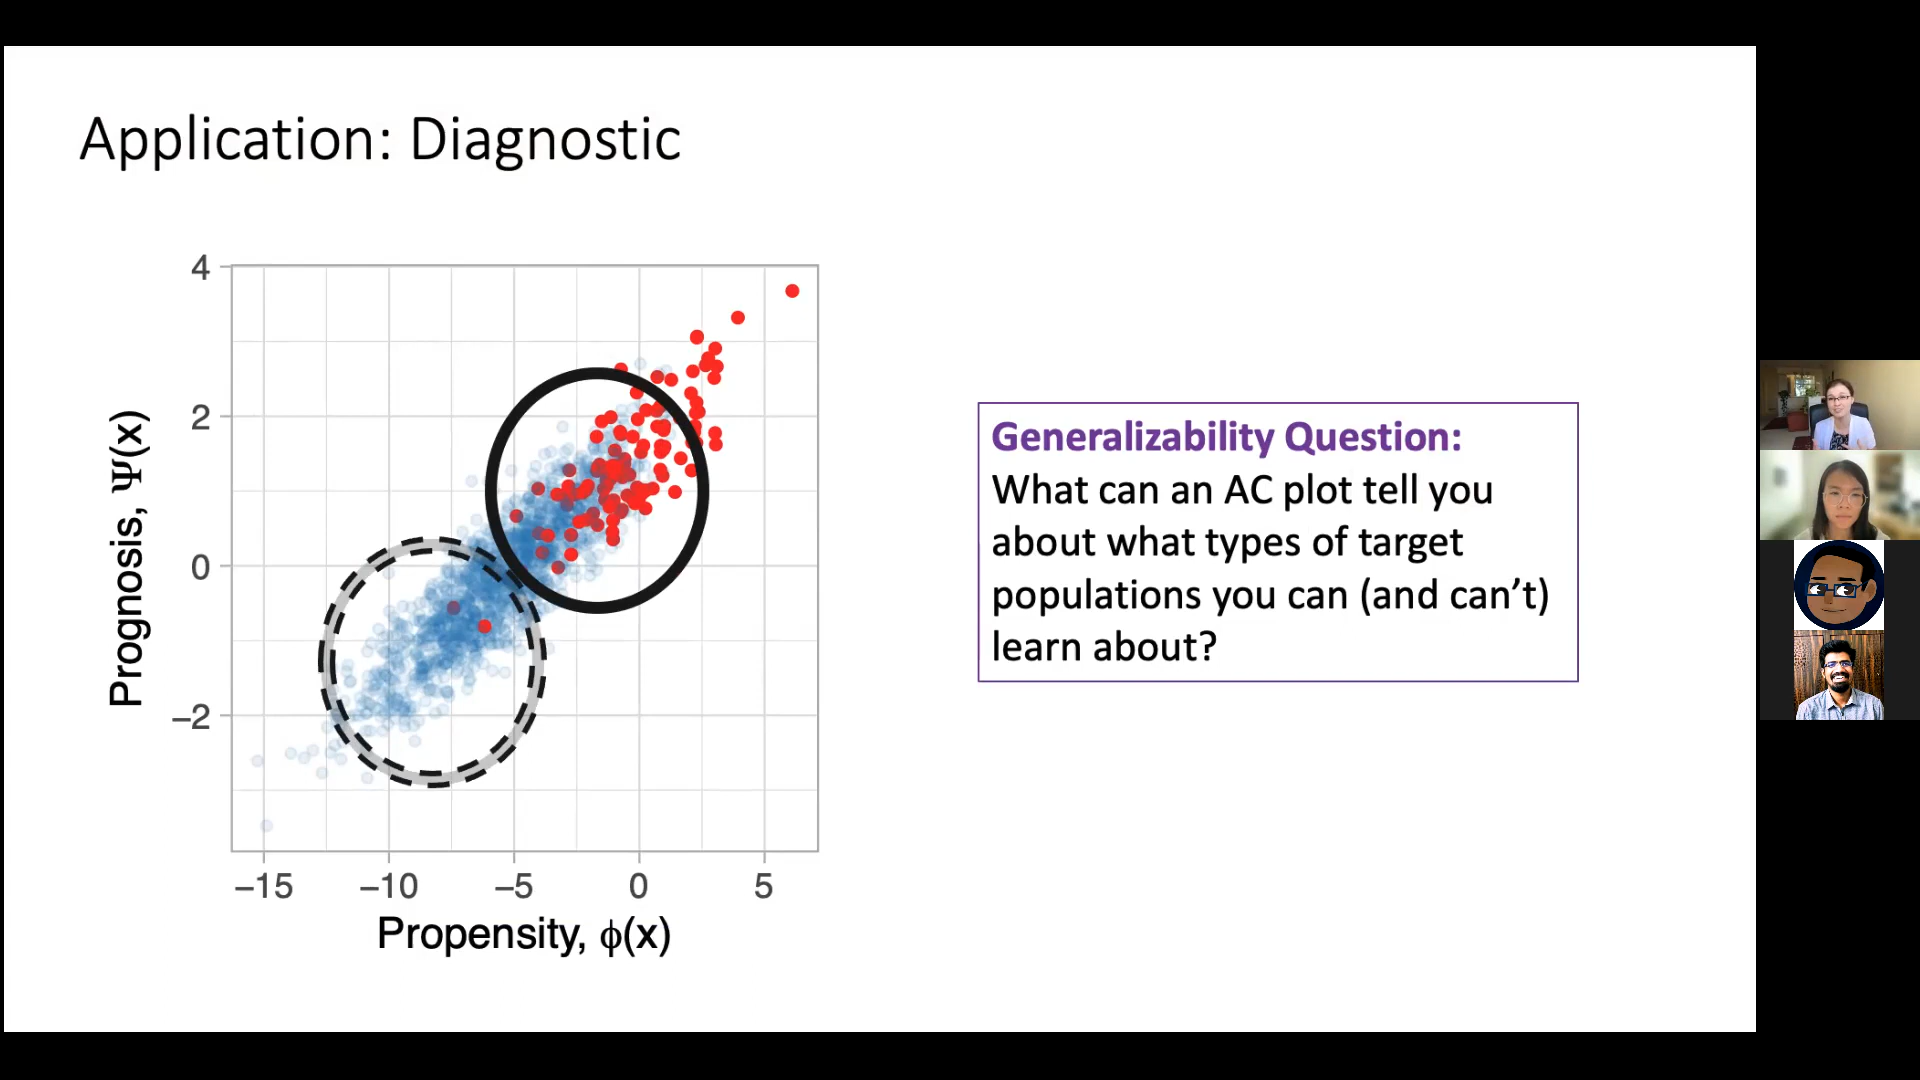 Application: Diagnostic
4
2
0
−2
Prognosis, Ψ(x)
−15 −10 −5 0 5
Propensity, ϕ(x)
Generalizability Question:
What can an AC plot tell you
about what types of target
populations you can (and can’t)
learn about?